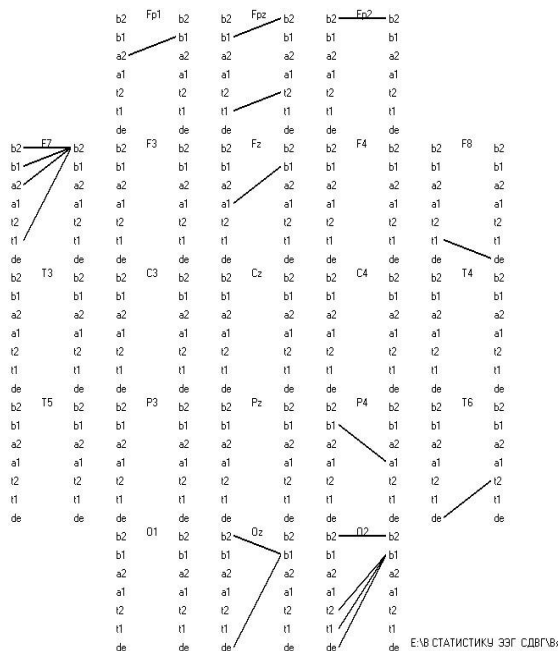 b2 Fp1 b2 b2 Fpz b2 b2 Fp2 b2
b1 b1 b1 b1 b1 b1
a2 a2 a2 a2 a2 a2
a1 a1 a1 a1 a1 a1
t2 t2 t2 t2 t2 t2
t1 t1 t1 t1 t1 t1
de de de de de de
b2 F7 b2 b2 F3 b2 b2 Fz b2 b2 F4 b2 b2 F8 b2
b1 b1 b1 b1 b1 b1 b1 b1 b1 b1
a2 a2 a2 a2 a2 a2 a2 a2 a2 a2
a1 a1 a1 a1 a1 a1 a1 a1 a1 a1
t2 t2 t2 t2 t2 t2 t2 t2 t2 t2
t1 t1 t1 t1 t1 t1 t1 t1 t1 t1
de de de de de de de de de de
b2 T3 b2 b2 C3 b2 b2 Cz b2 b2 C4 b2 b2 T4 b2
b1 b1 b1 b1 b1 b1 b1 b1 b1 b1
a2 a2 a2 a2 a2 a2 a2 a2 a2 a2
a1 a1 a1 a1 a1 a1 a1 a1 a1 a1
t2 t2 t2 t2 t2 t2 t2 t2 t2 t2
t1 t1 t1 t1 t1 t1 t1 t1 t1 t1
de de de de de de de de de de
b2 T5 b2 b2 P3 b2 b2 Pz b2 b2 P4 b2 b2 T6 b2
b1 b1 b1 b1 b1 b1 b1 b1 b1 b1
a2 a2 a2 a2 a2 a2 a2 a2 a2 a2
a1 a1 a1 a1 a1 a1 a1 a1 a1 a1
t2 t2 t2 t2 t2 t2 t2 t2 t2 t2
t1 t1 t1 t1 t1 t1 t1 t1 t1 t1
de de de de de de de de de de
b2 O1 b2 b2 Oz b2 b2 O2 b2
b1 b1 b1 b1 b1 b1
a2 a2 a2 a2 a2 a2
a1 a1 a1 a1 a1 a1
t2 t2 t2 t2 t2 t2
t1 t1 t1 t1 t1 t1
de de de de de de E:\В СТАТИСТИКУ ЭЭГ СДВГ\